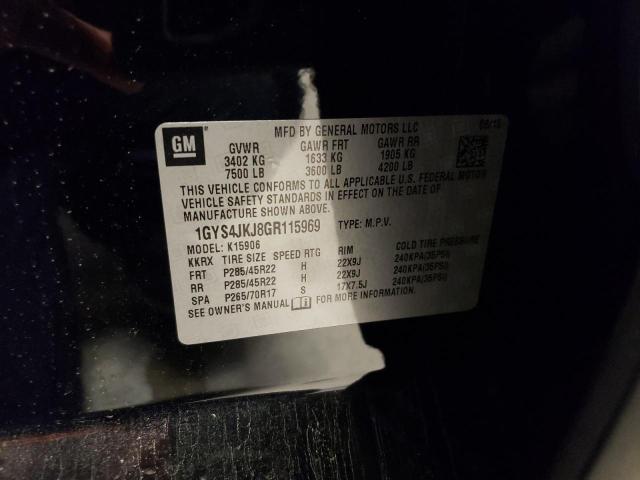 GM
MFD BY GENERAL MOTORS LLC
GVWR GAWR FRT GAWR RR
3402 KG 1633 KG 1905 KG
7500 LB 3600 LB 4200 LB
THIS VEHICLE CONFORMS TO ALL APPLICABLE U.S. FEDERAL MOTOR
VEHICLE SAFETY STANDARDS IN EFFECT ON THE DATE OF
MANUFACTURE SHOWN ABOVE.
1GYS4JKJ8GR115969 TYPE: M.P.V.
MODEL: K15906
KKRX TIRE SIZE SPEED RTG RIM COLD TIRE PRESSURE
FRT P285/45R22 H 22X9J 240KPA(35PSI)
RR P285/45R22 H 22X9J 240KPA(35PSI)
SPA P265/70R17 S 17X7.5J 240KPA(35PSI)
SEE OWNER'S MANUAL FOR MORE INFORMATION.